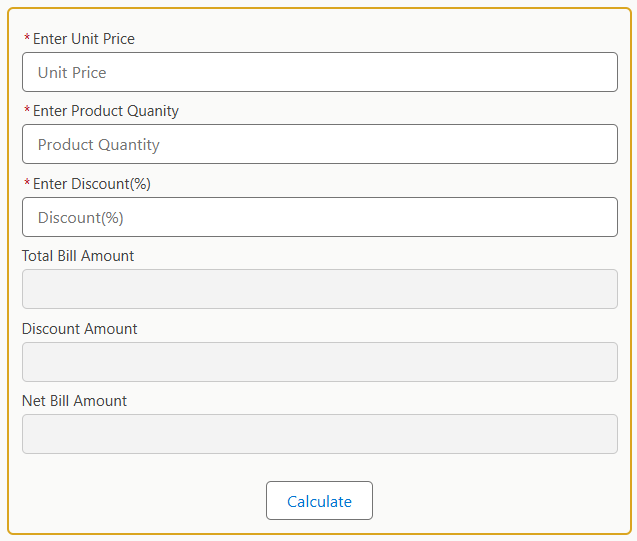 *Enter Unit Price
Unit Price
*Enter Product Quanity
Product Quantity
*Enter Discount(%)
Discount(%)
Total Bill Amount
Discount Amount
Net Bill Amount
Calculate